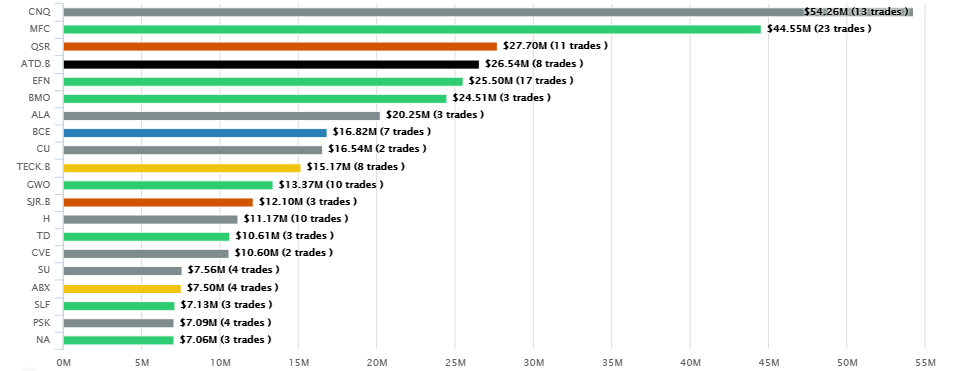 CNQ $54.26M (13 trades )
MFC $44.55M (23 trades )
QSR $27.70M (11 trades )
ATD.B $26.54M (8 trades )
EFN $25.50M (17 trades )
BMO $24.51M (3 trades )
ALA $20.25M (3 trades )
BCE $16.82M (7 trades )
CU $16.54M (2 trades )
TECK.B $15.17M (8 trades )
GWO $13.37M (10 trades )
SJR.B $12.10M (3 trades )
H $11.17M (10 trades )
TD $10.61M (3 trades )
CVE $10.60M (2 trades )
SU $7.56M (4 trades )
ABX $7.50M (4 trades )
SLF $7.13M (3 trades )
PSK $7.09M (4 trades )
NA $7.06M (3 trades )
0M 5M 10M 15M 20M 25M 30M 35M 40M 45M 50M 55M